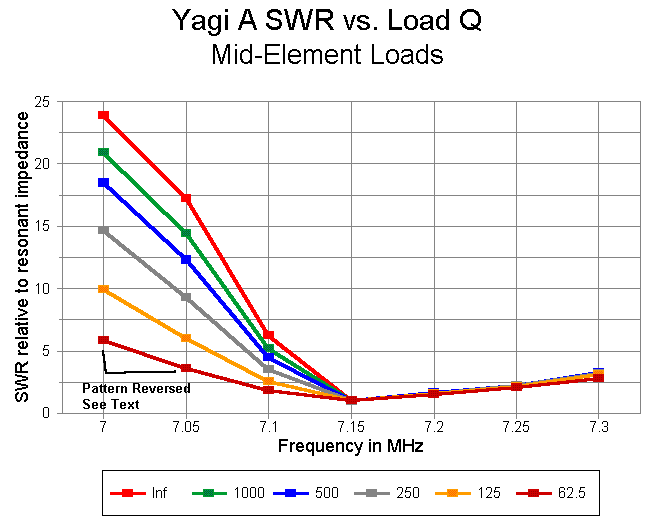 Yagi A SWR vs. Load Q
Mid-Element Loads
SWR relative to resonant impedance
25
20
15
10
5
0
Pattern Reversed
See Text
7 7.05 7.1 7.15 7.2 7.25 7.3
Frequency in MHz
Inf 1000 500 250 125 62.5